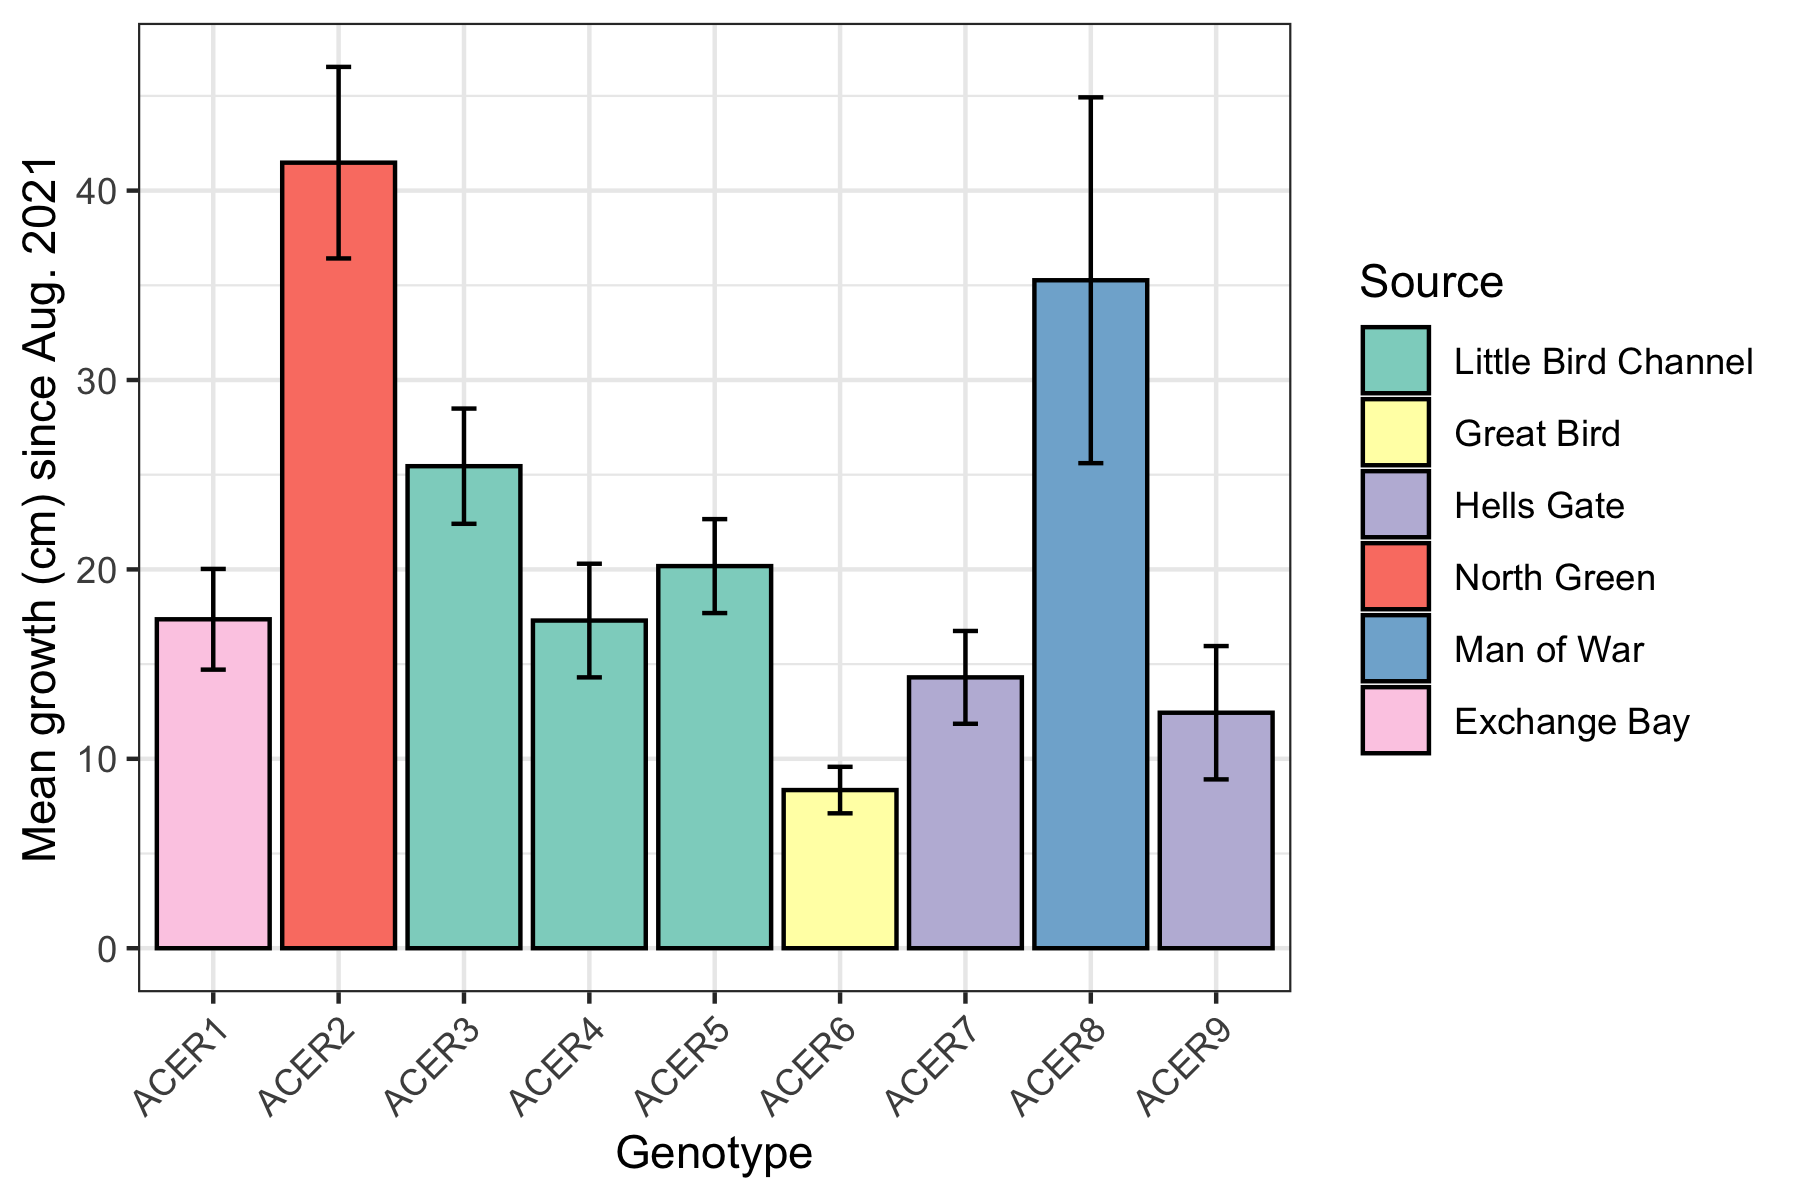 Mean growth (cm) since Aug. 2021
40
30
20
10
0
ACER1
ACER2
ACER3
ACER4
ACER5
ACER6
ACER7
ACER8
ACER9
Genotype
Source
Little Bird Channel
Great Bird
Hells Gate
North Green
Man of War
Exchange Bay